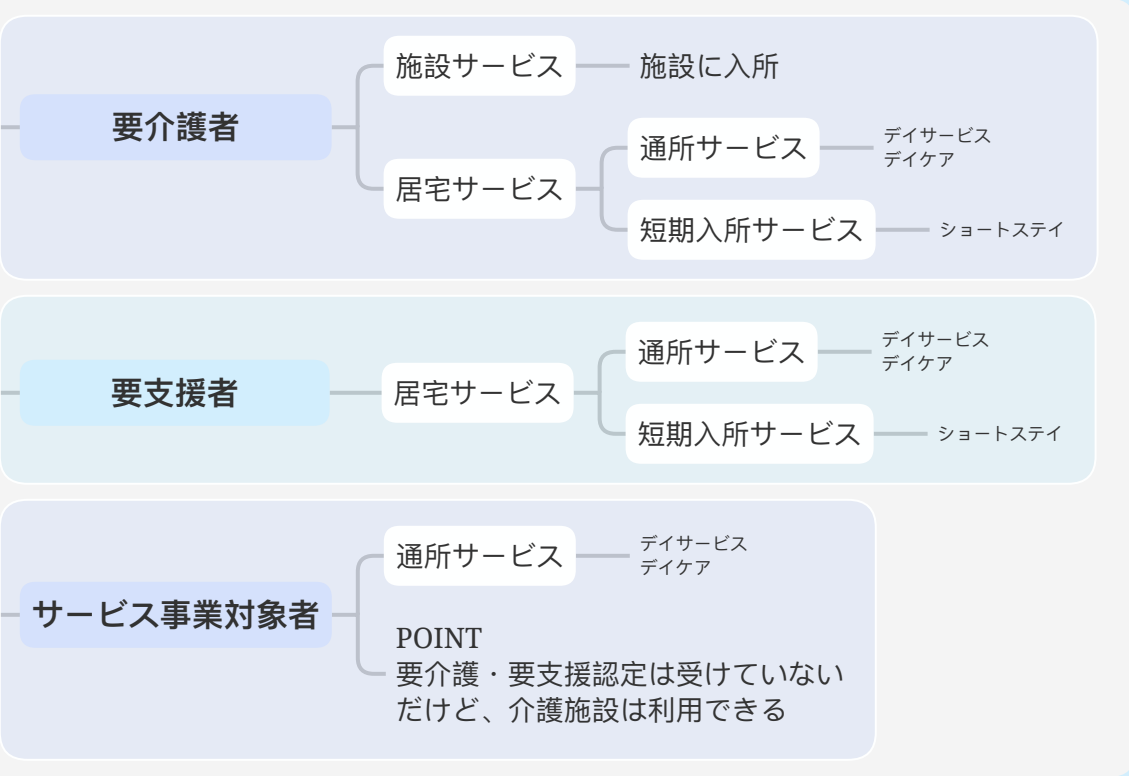 要介護者
施設サービス
施設に入所
居宅サービス
通所サービス
デイサービス
デイケア
短期入所サービス
ショートステイ
要支援者
居宅サービス
通所サービス
デイサービス
デイケア
短期入所サービス
ショートステイ
サービス事業対象者
通所サービス
デイサービス
デイケア
POINT
要介護・要支援認定は受けていない
だけど、介護施設は利用できる